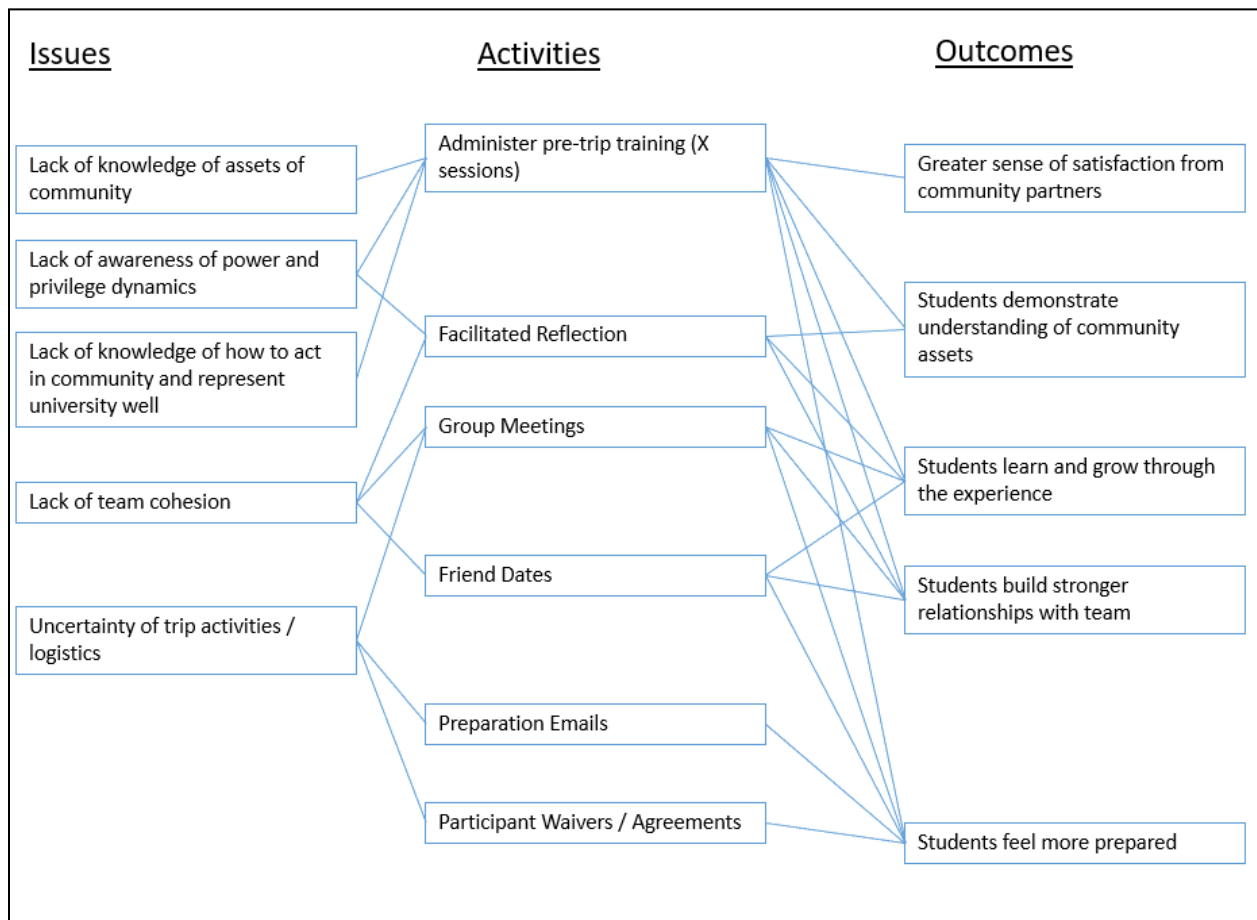 Issues
Activities
Outcomes
Lack of knowledge of assets of
community
Lack of awareness of power and
privilege dynamics
Lack of knowledge of how to act
in community and represent
university well
Lack of team cohesion
Uncertainty of trip activities /
logistics
Administer pre-trip training (X
sessions)
Facilitated Reflection
Group Meetings
Friend Dates
Preparation Emails
Participant Waivers / Agreements
Greater sense of satisfaction from
community partners
Students demonstrate
understanding of community
assets
Students learn and grow through
the experience
Students build stronger
relationships with team
Students feel more prepared